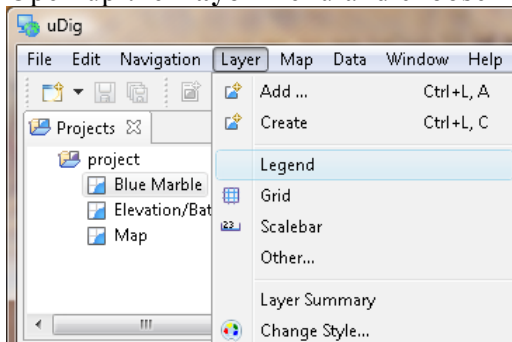 uDig
File Edit Navigation Layer Map Data Window Help
Add ... Ctrl+L, A
Create Ctrl+L, C
Projects
project
Legend
Blue Marble
Grid
Elevation/Bat
Scalebar
Map
Other...
Layer Summary
Change Style...